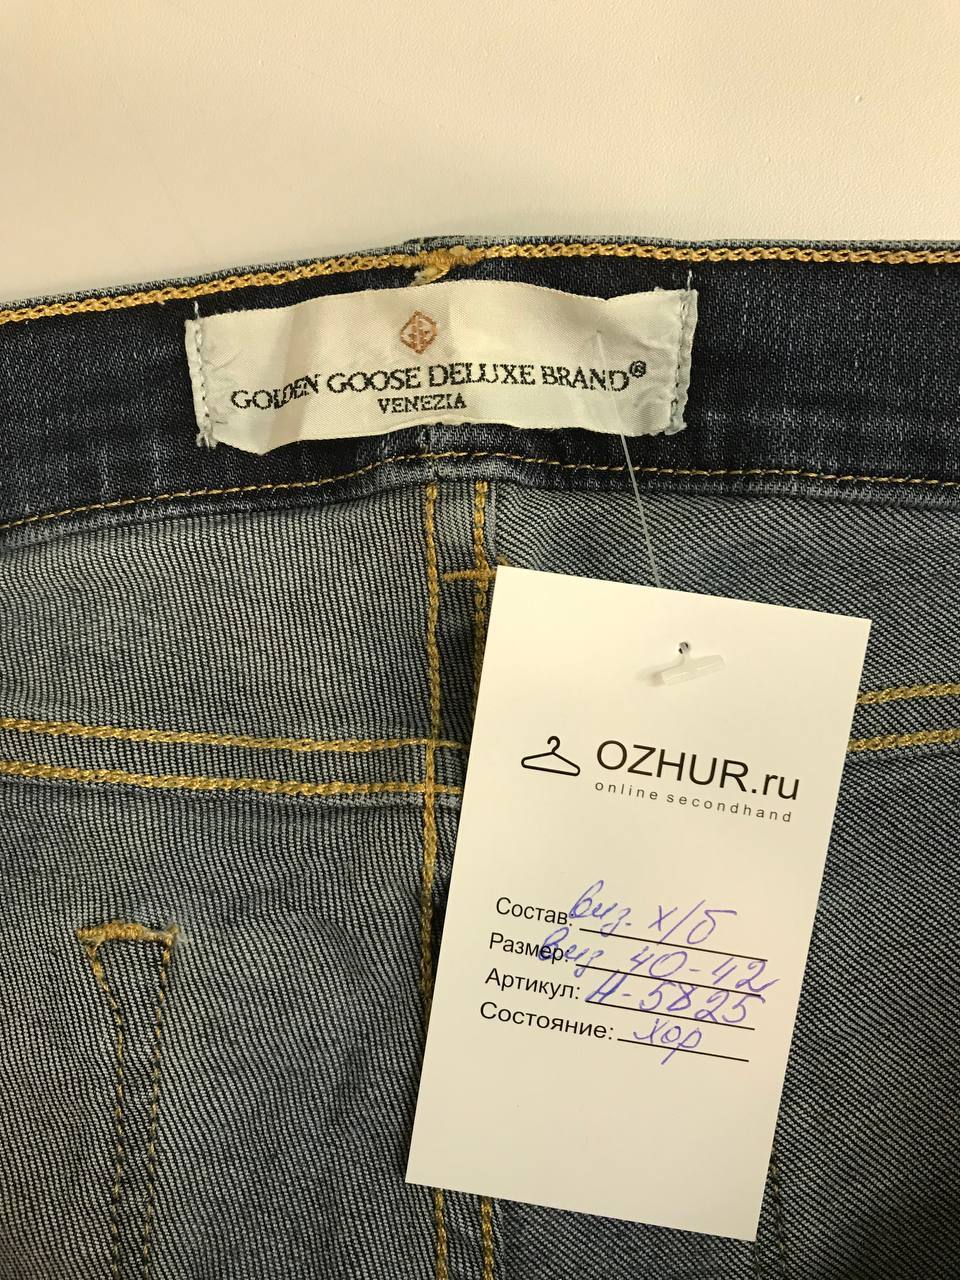 GOLDEN GOOSE DELUXE BRAND®
VENEZIA
OZHUR.ru
online secondhand
Состав: виз. х/б
Размер: виз 40-42
Артикул: Н-5825
Состояние: хор